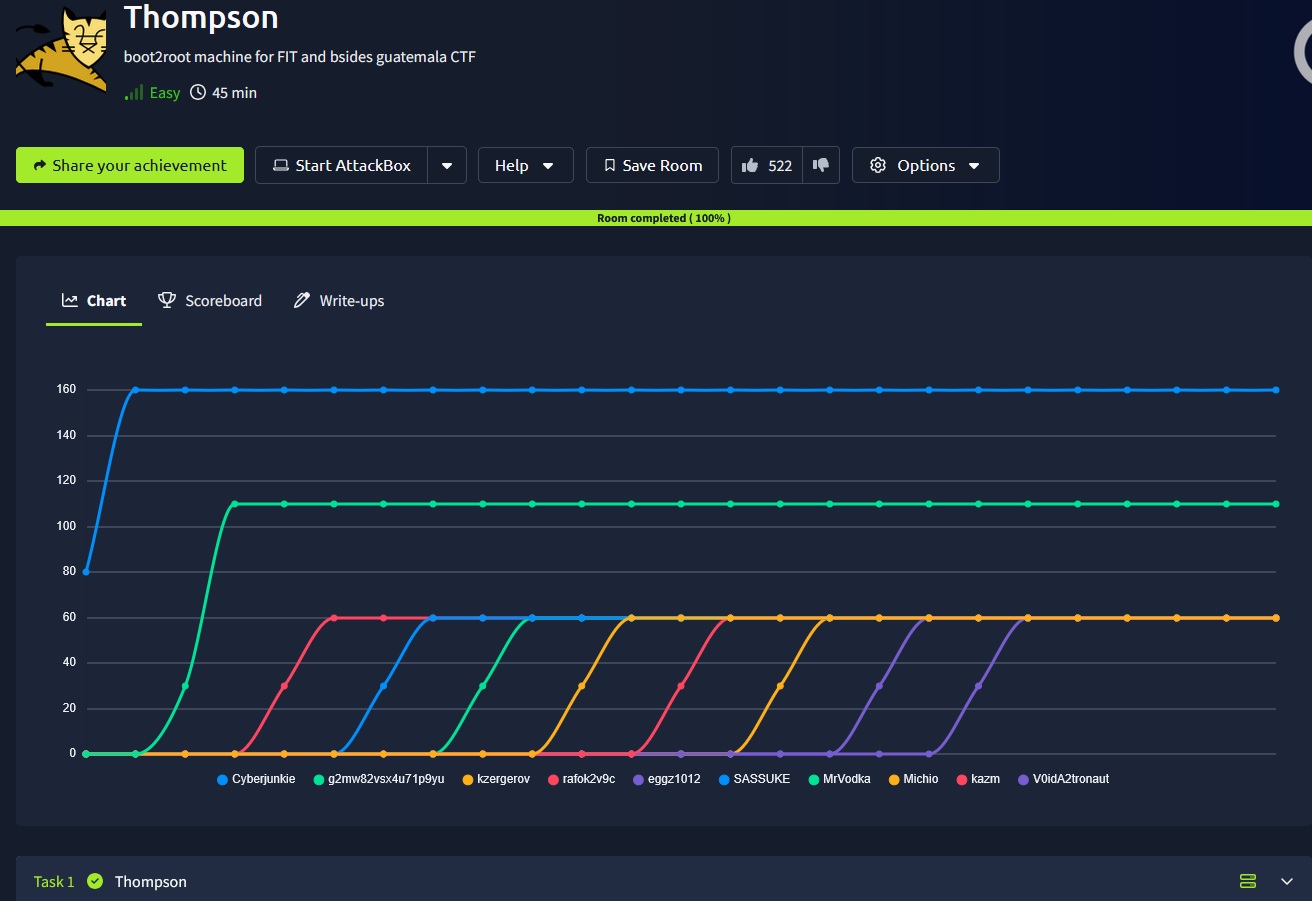 Thompson
boot2root machine for FIT and bsides guatemala CTF
Easy 45 min
Share your achievement Start AttackBox Help Save Room 522 Options
Room completed ( 100% )
Chart Scoreboard Write-ups
160
140
120
100
80
60
40
20
0
Cyberjunkie g2mw82vsx4u71p9yu kzergerov rafok2v9c eggz1012 SASSUKE MrVodka Michio kazm V0idA2tronaut
Task 1 Thompson